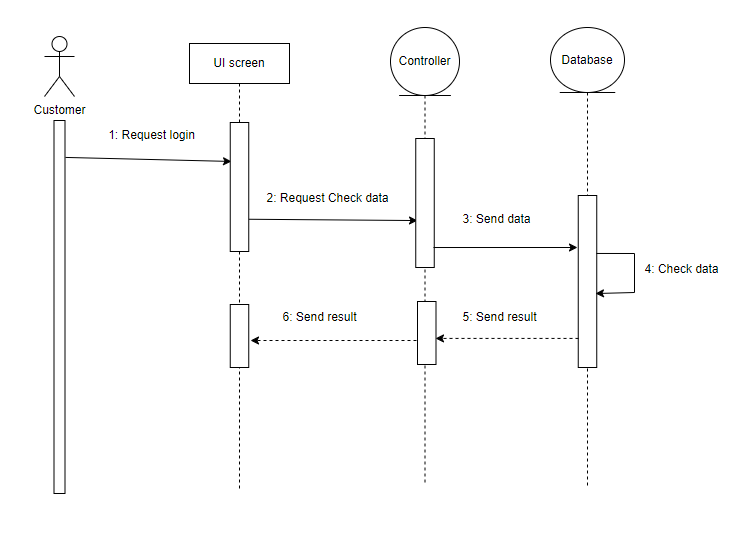 UI screen
Controller
Database
Customer
1: Request login
2: Request Check data
3: Send data
4: Check data
6: Send result
5: Send result